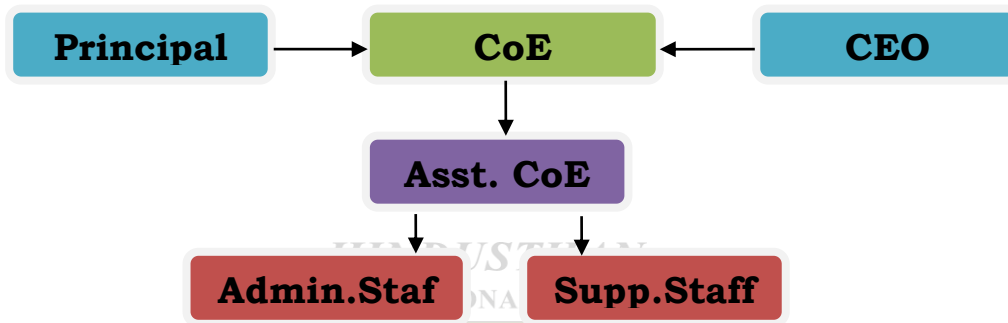 Principal
CoE
CEO
Asst. CoE
Admin.Staf
Supp.Staff